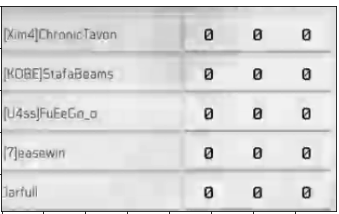 [Xim4]ChronicTavon 0 0 0
[KOBE]StafaBeams 0 0 0
[U4ss]FuEeGo_o 0 0 0
[7]easewin 0 0 0
Jarfull 0 0 0